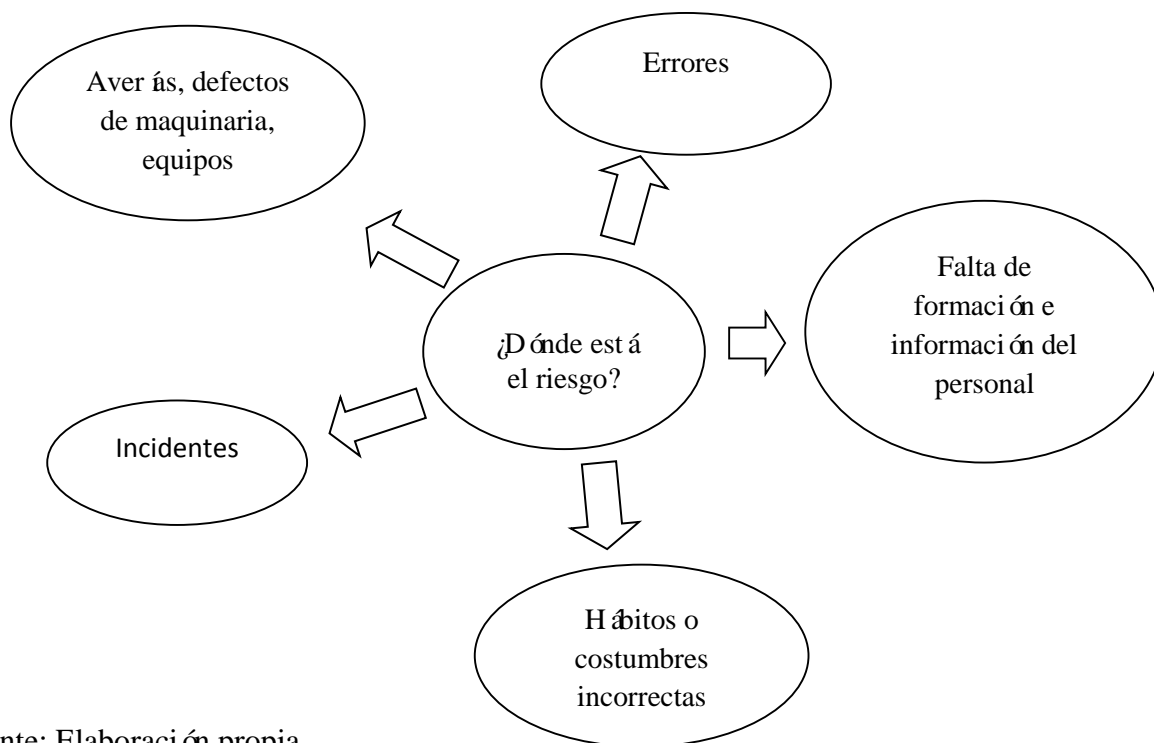 Errores
Averías, defectos
de maquinaria,
equipos
Falta de
formación e
información del
personal
¿Dónde está
el riesgo?
Incidentes
Hábitos o
costumbres
incorrectas
nte: Elaboración propia